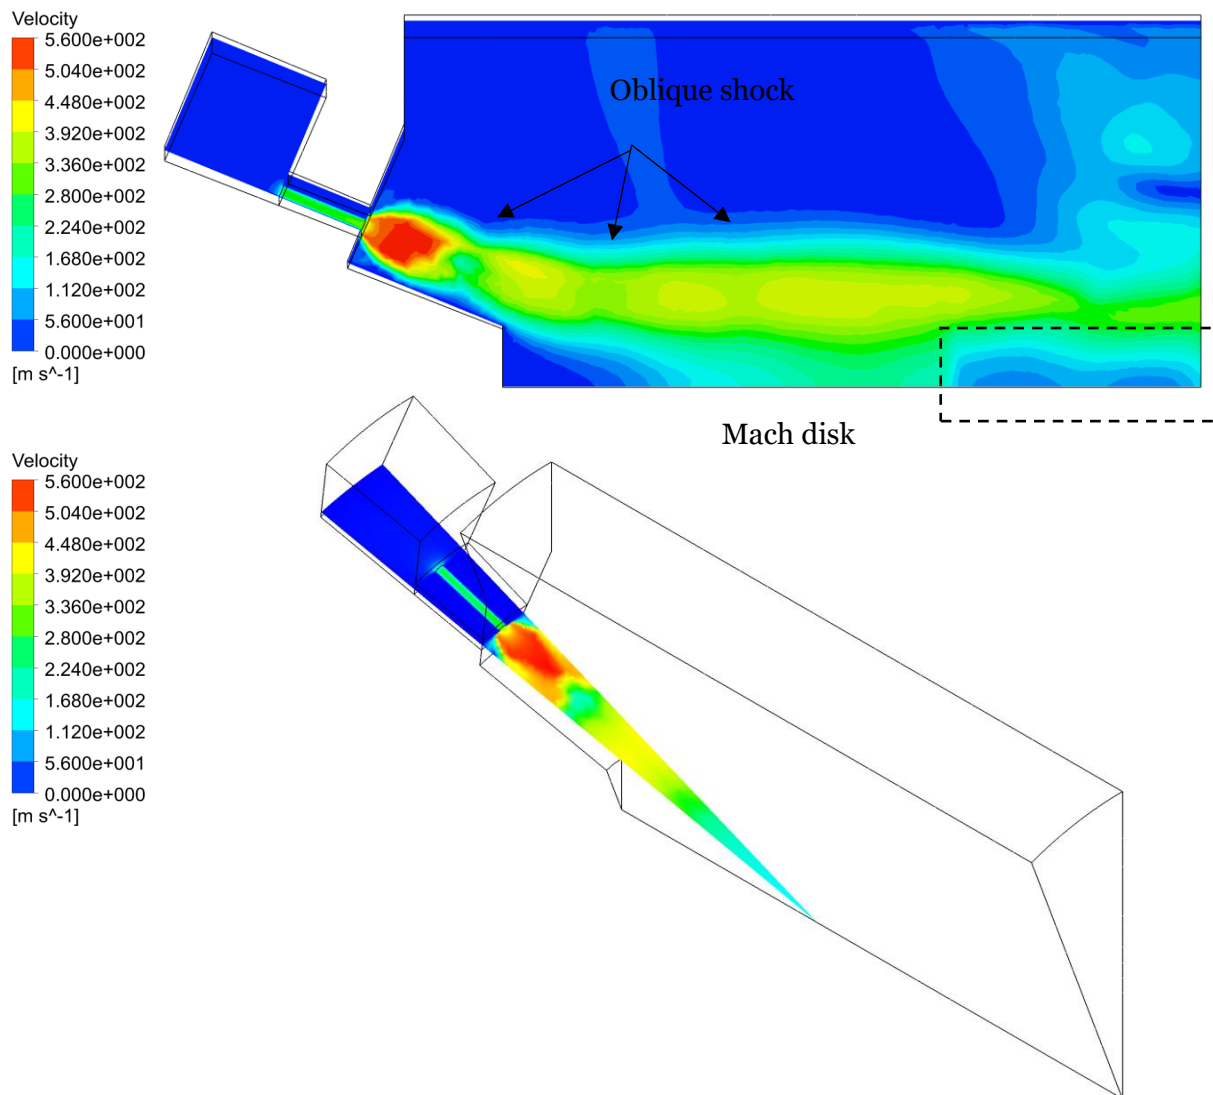 Velocity
5.600e+002
5.040e+002
4.480e+002
3.920e+002
3.360e+002
2.800e+002
2.240e+002
1.680e+002
1.120e+002
5.600e+001
0.000e+000
[m s^-1]
Oblique shock
Mach disk
Velocity
5.600e+002
5.040e+002
4.480e+002
3.920e+002
3.360e+002
2.800e+002
2.240e+002
1.680e+002
1.120e+002
5.600e+001
0.000e+000
[m s^-1]